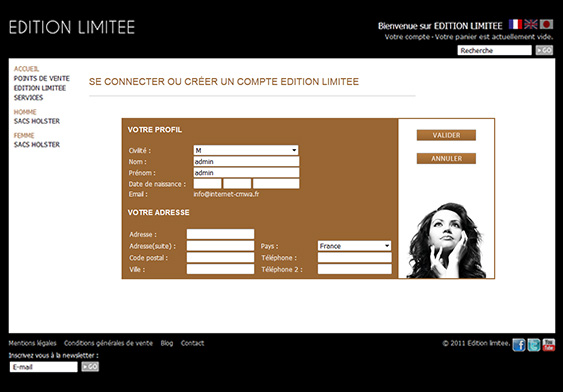 EDITION LIMITEE
Bienvenue sur EDITION LIMITEE
Votre compte - Votre panier est actuellement vide.
Recherche GO
ACCUEIL
POINTS DE VENTE
EDITION LIMITEE
SERVICES
HOMME
SACS HOLSTER
FEMME
SACS HOLSTER
SE CONNECTER OU CRÉER UN COMPTE EDITION LIMITEE
VOTRE PROFIL
Civilité : M
Nom : admin
Prénom : admin
Date de naissance :
Email : info@internet-cmwa.fr
VOTRE ADRESSE
Adresse :
Adresse(suite) : Pays : France
Code postal : Téléphone :
Ville : Téléphone 2 :
VALIDER
ANNULER
Mentions légales Conditions générales de vente Blog Contact
© 2011 Edition limitee. You Tube
Inscrivez vous à la newsletter :
E-mail GO